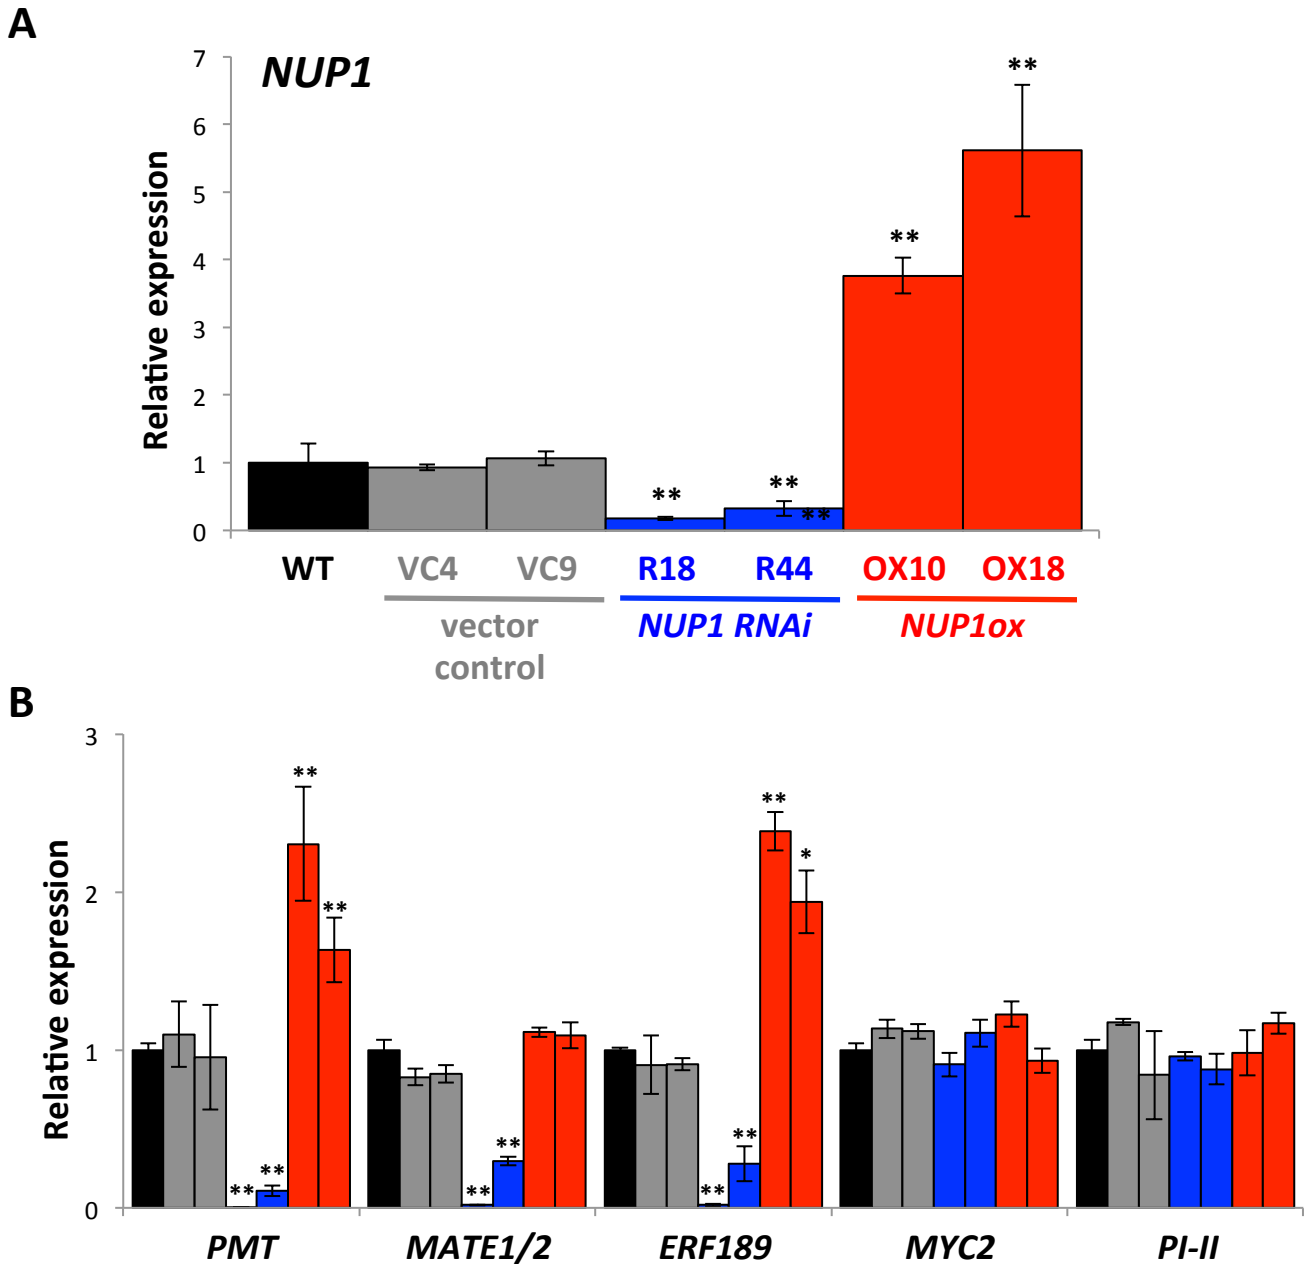 A
NUP1
Relative expression
7
6
5
4
3
2
1
0
**
**
**
**
**
WT VC4 VC9 R18 R44 OX10 OX18
vector control
NUP1 RNAi
NUP1ox
B
Relative expression
3
2
1
0
** ** ** **
** **
** ** ** *
PMT MATE1/2 ERF189 MYC2 PI-II